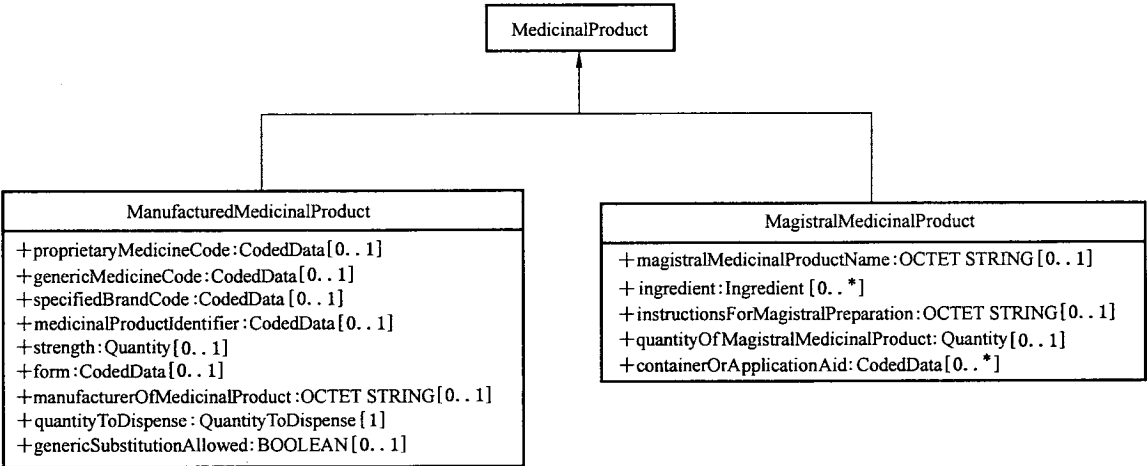 MedicinalProduct
ManufacturedMedicinalProduct
+proprietaryMedicineCode:CodedData[0..1]
+genericMedicineCode:CodedData[0..1]
+specifiedBrandCode:CodedData[0..1]
+medicinalProductIdentifier:CodedData[0..1]
+strength:Quantity[0..1]
+form:CodedData[0..1]
+manufacturerOfMedicinalProduct:OCTET STRING[0..1]
+quantityToDispense:QuantityToDispense[1]
+genericSubstitutionAllowed:BOOLEAN[0..1]
MagistralMedicinalProduct
+magistralMedicinalProductName:OCTET STRING[0..1]
+ingredient:Ingredient[0..*]
+instructionsForMagistralPreparation:OCTET STRING[0..1]
+quantityOfMagistralMedicinalProduct:Quantity[0..1]
+containerOrApplicationAid:CodedData[0..*]